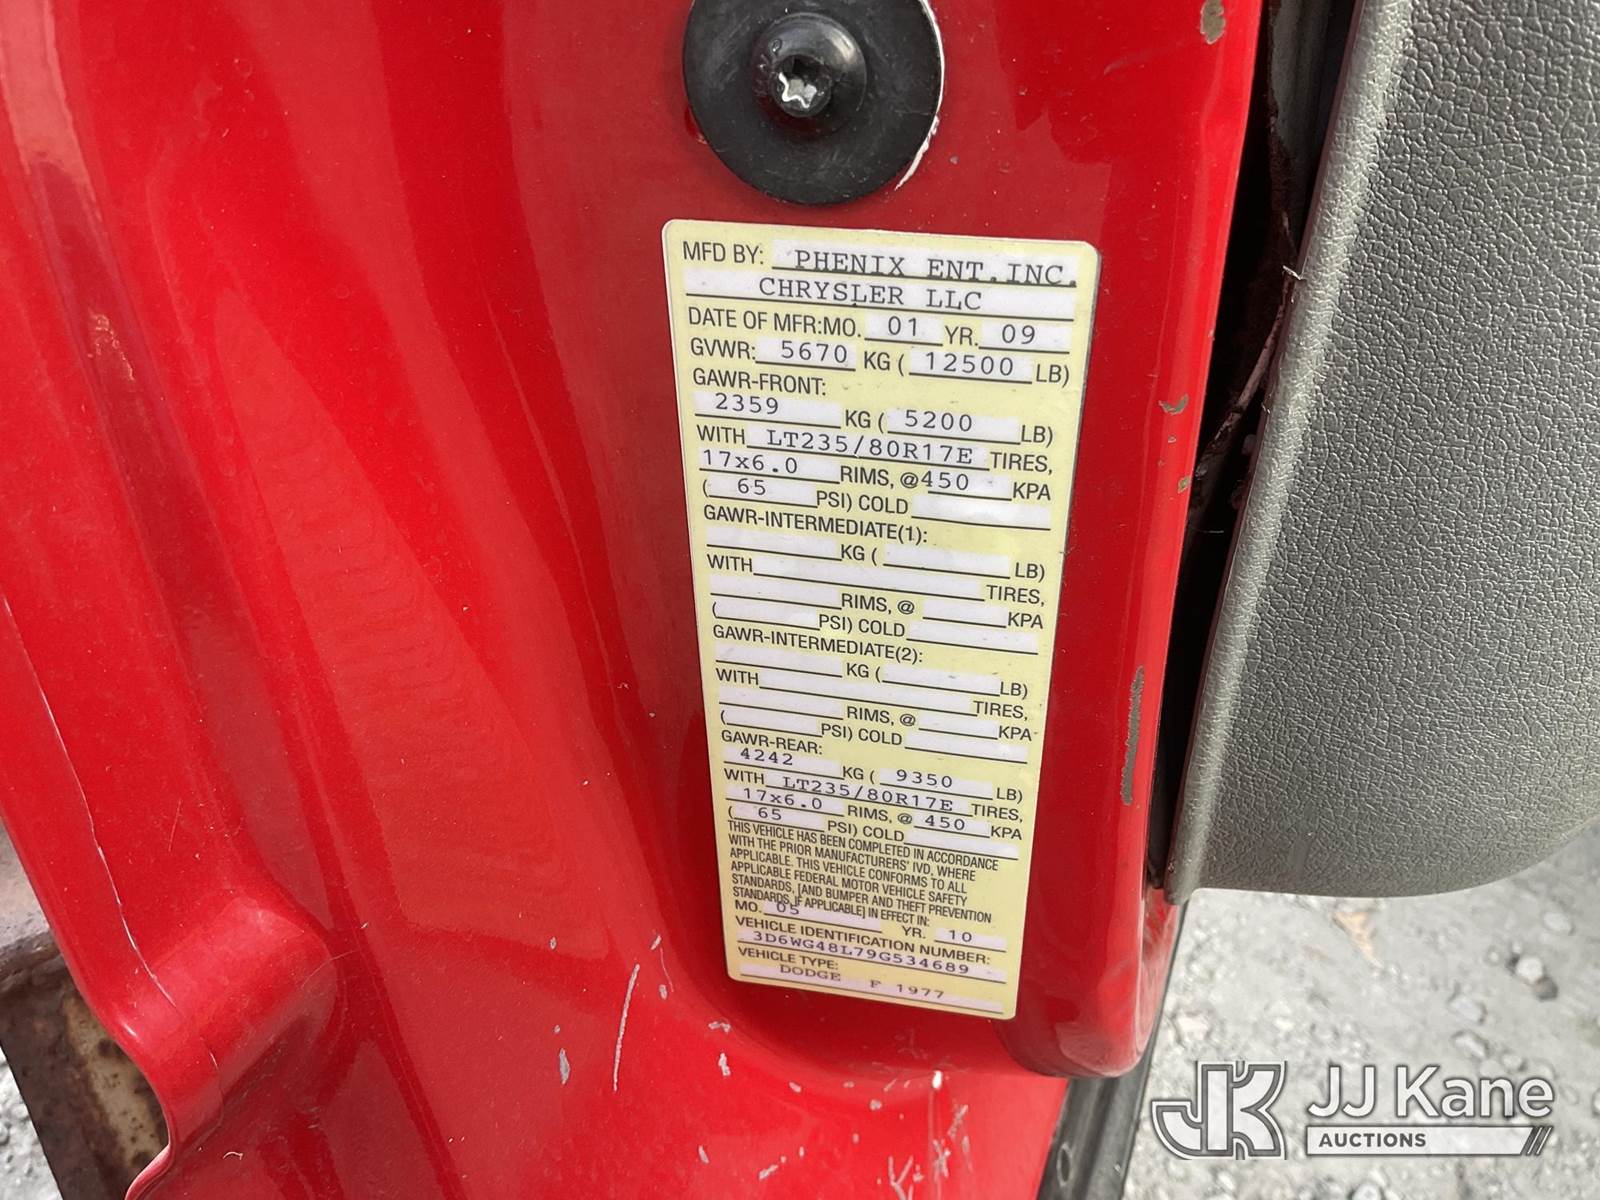 MFD BY: PHENIX ENT.INC.
CHRYSLER LLC
DATE OF MFR:MO. 01 YR. 09
GVWR: 5670 KG ( 12500 LB)
GAWR-FRONT:
2359 KG ( 5200 LB)
WITH LT235/80R17E TIRES,
17x6.0 RIMS, @ 450 KPA
( 65 PSI) COLD
GAWR-INTERMEDIATE(1):
KG ( LB)
WITH TIRES,
RIMS, @ KPA
( PSI) COLD
GAWR-INTERMEDIATE(2):
KG ( LB)
WITH TIRES,
RIMS, @ KPA
( PSI) COLD
GAWR-REAR:
4242 KG ( 9350 LB)
WITH LT235/80R17E TIRES,
17x6.0 RIMS, @ 450 KPA
( 65 PSI) COLD
THIS VEHICLE HAS BEEN COMPLETED IN ACCORDANCE
WITH THE PRIOR MANUFACTURERS' IVD, WHERE
APPLICABLE. THIS VEHICLE CONFORMS TO ALL
APPLICABLE FEDERAL MOTOR VEHICLE SAFETY
STANDARDS, [AND BUMPER AND THEFT PREVENTION
STANDARDS, IF APPLICABLE] IN EFFECT IN:
MO. 05 YR. 10
VEHICLE IDENTIFICATION NUMBER:
3D6WG48L79G534689
VEHICLE TYPE:
DODGE F 1977
JK JJ Kane
AUCTIONS